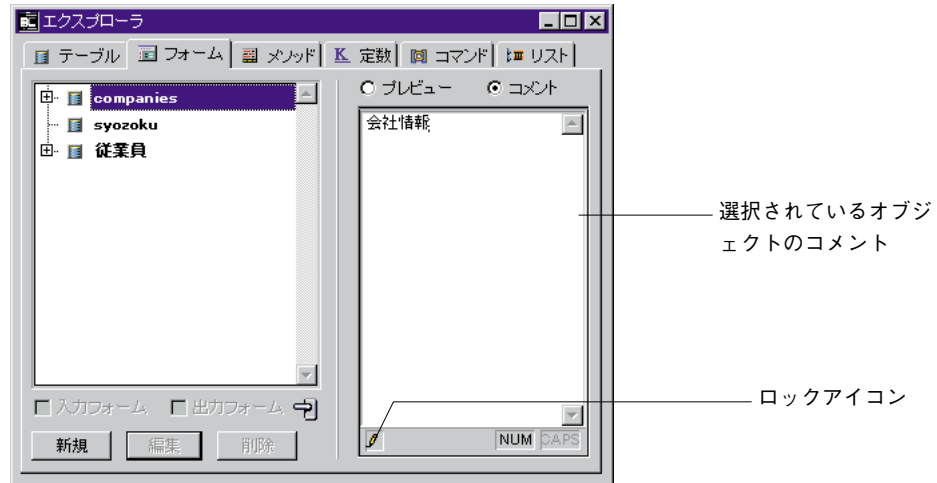 エクスプローラ
テーブル フォーム メソッド K 定数 コマンド リスト
companies
syozoku
従業員
プレビュー コメント
会社情報
入力フォーム 出力フォーム
新規 編集 削除
NUM CAPS
選択されているオブジ
ェクトのコメント
ロックアイコン